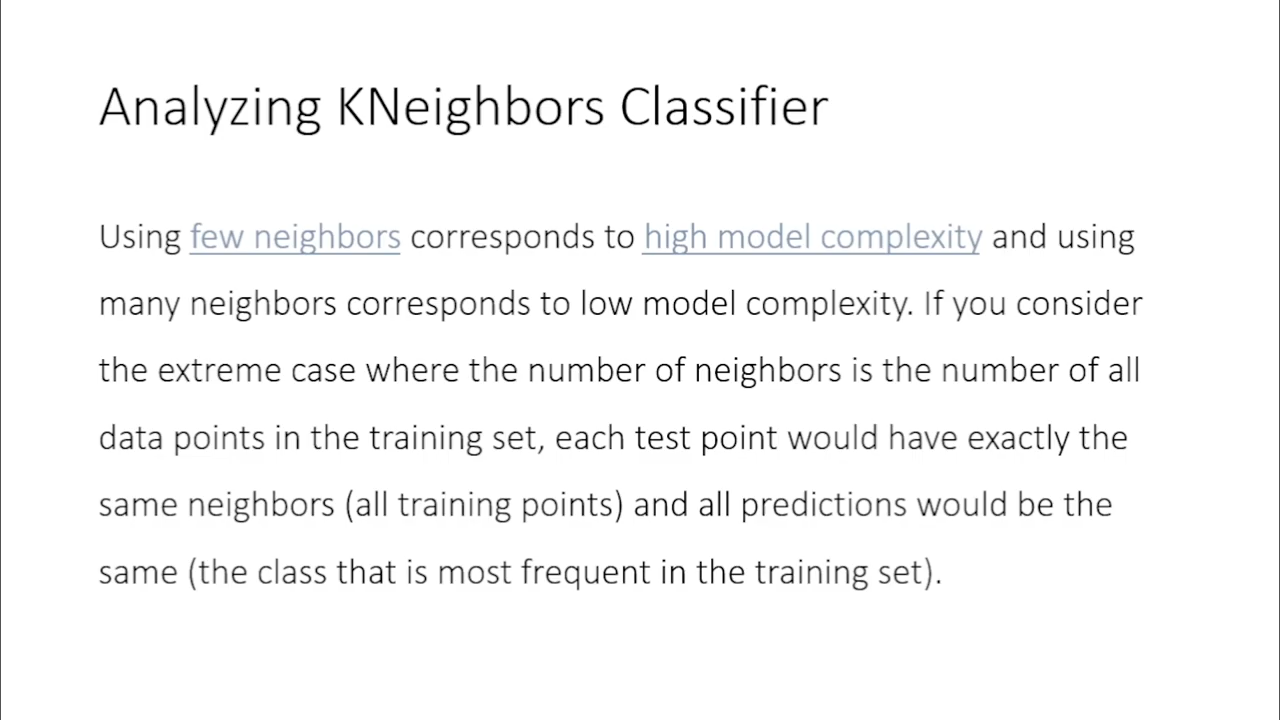 Analyzing KNeighbors Classifier
Using few neighbors corresponds to high model complexity and using
many neighbors corresponds to low model complexity. If you consider
the extreme case where the number of neighbors is the number of all
data points in the training set, each test point would have exactly the
same neighbors (all training points) and all predictions would be the
same (the class that is most frequent in the training set).